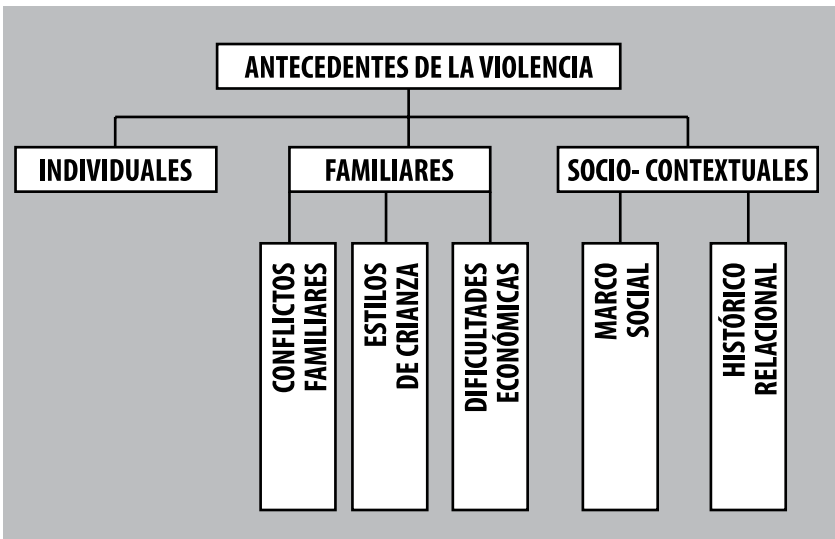 ANTECEDENTES DE LA VIOLENCIA
INDIVIDUALES
FAMILIARES
SOCIO- CONTEXTUALES
CONFLICTOS
FAMILIARES
ESTILOS
DE CRIANZA
DIFICULTADES
ECONÓMICAS
MARCO
SOCIAL
HISTÓRICO
RELACIONAL